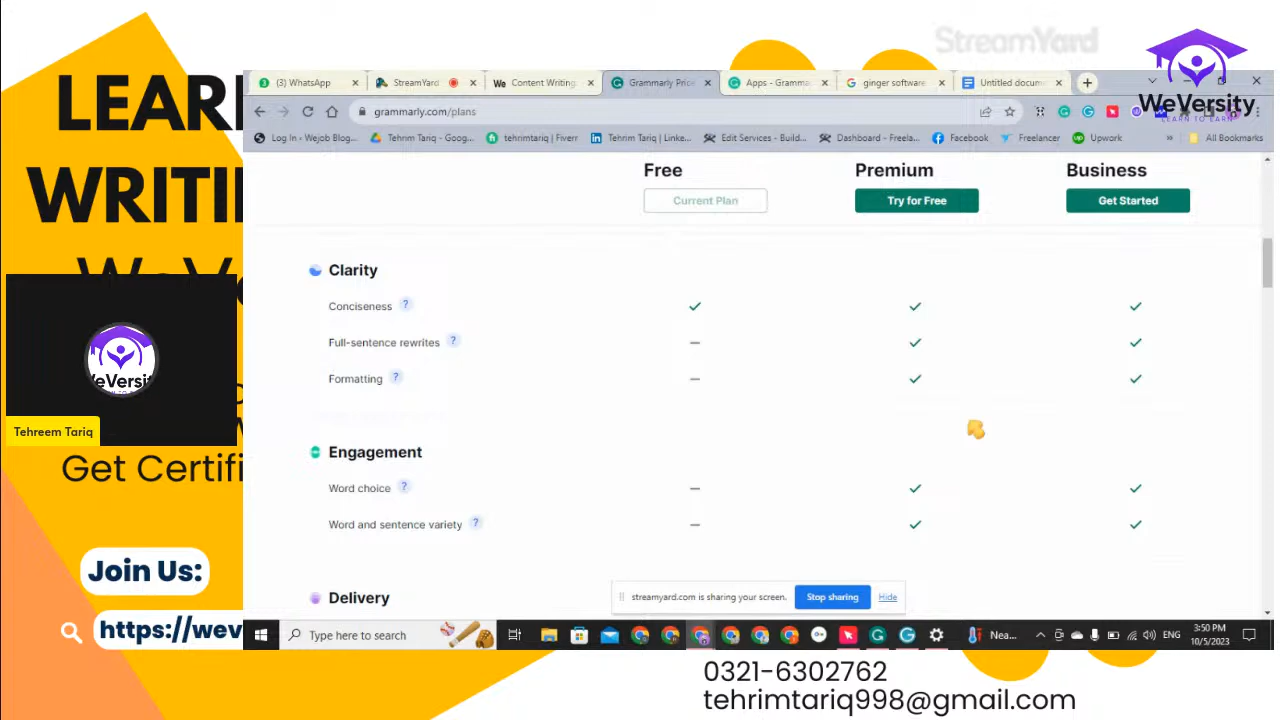 StreamYard
LEAR
WRITI
WeV
Get Certifi
Join Us:
https://wev
WeVersity
LEARN TO EARN
(3) WhatsApp
StreamYard
Content Writing
Grammarly Pric
Apps - Gramma
ginger software
Untitled docum
grammarly.com/plans
Log In - Wejob Blog...
Tehrim Tariq - Goog...
tehrimtariq | Fiverr
Tehrim Tariq | Linke...
Edit Services - Build...
Dashboard - Freela...
Facebook
Freelancer
Upwork
»
All Bookmarks
Free Premium Business
Current Plan Try for Free Get Started
Clarity
Conciseness ?
Full-sentence rewrites ?
Formatting ?
Engagement
Word choice ?
Word and sentence variety ?
Delivery
Tehreem Tariq
streamyard.com is sharing your screen. Stop sharing Hide
Type here to search
Nea...
ENG
3:50 PM
10/5/2023
0321-6302762
tehrimtariq998@gmail.com